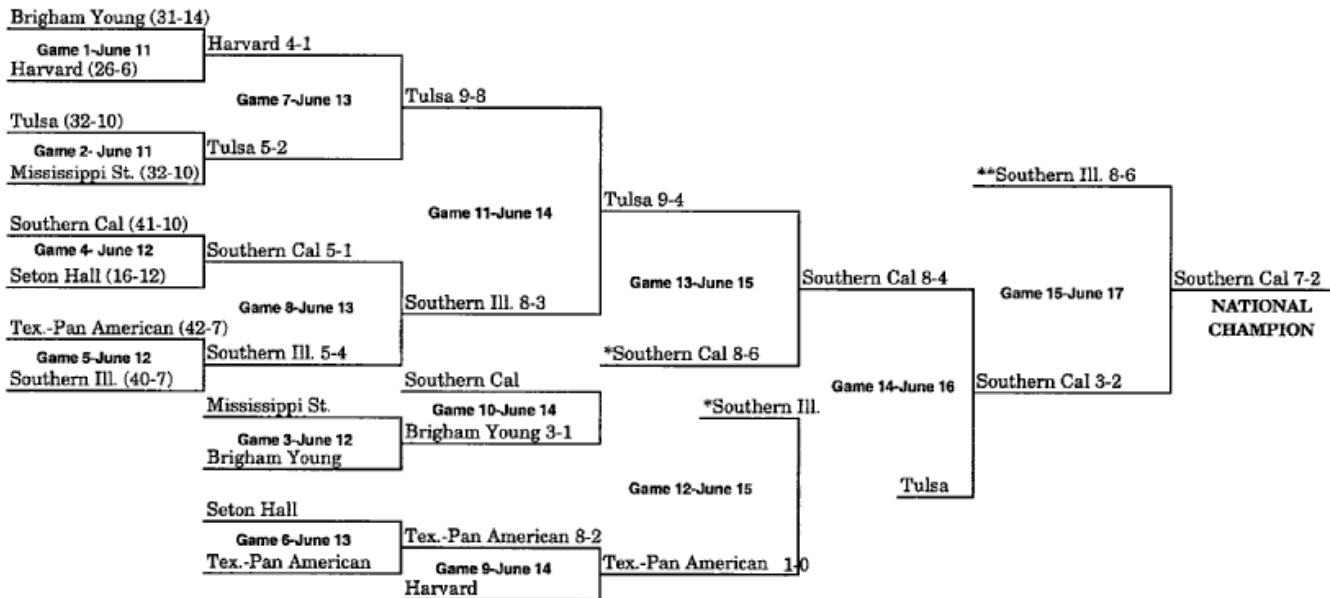 Brigham Young (31-14)
Game 1-June 11
Harvard (26-6)
Harvard 4-1
Game 7-June 13
Tulsa 9-8
Tulsa (32-10)
Game 2- June 11
Mississippi St. (32-10)
Tulsa 5-2
**Southern Ill. 8-6
Game 11-June 14
Tulsa 9-4
Southern Cal (41-10)
Game 4- June 12
Seton Hall (16-12)
Southern Cal 5-1
Game 8-June 13
Southern Ill. 8-3
Game 13-June 15
Southern Cal 8-4
Game 15-June 17
Southern Cal 7-2
NATIONAL
CHAMPION
Tex.-Pan American (42-7)
Game 5-June 12
Southern Ill. (40-7)
Southern Ill. 5-4
*Southern Cal 8-6
Southern Cal
Game 10-June 14
Brigham Young 3-1
Game 14-June 16
Southern Cal 3-2
Mississippi St.
Game 3-June 12
Brigham Young
*Southern Ill.
Game 12-June 15
Tulsa
Seton Hall
Game 6-June 13
Tex.-Pan American
Tex.-Pan American 8-2
Game 9-June 14
Harvard
Tex.-Pan American 1-0